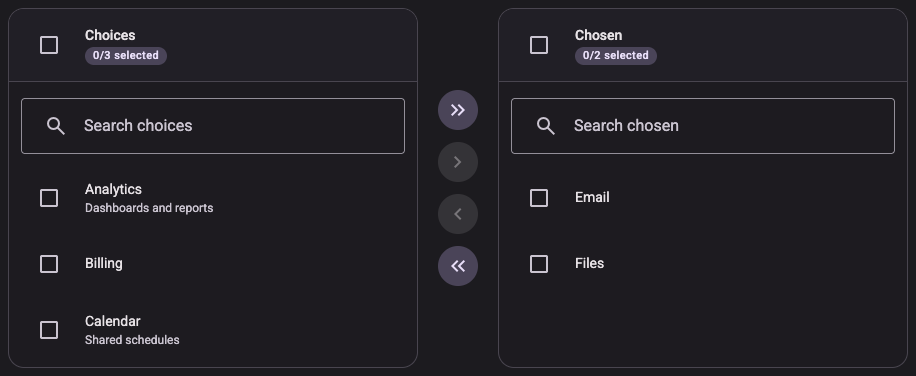 Choices
0/3 selected
Search choices
Analytics
Dashboards and reports
Billing
Calendar
Shared schedules
Chosen
0/2 selected
Search chosen
Email
Files